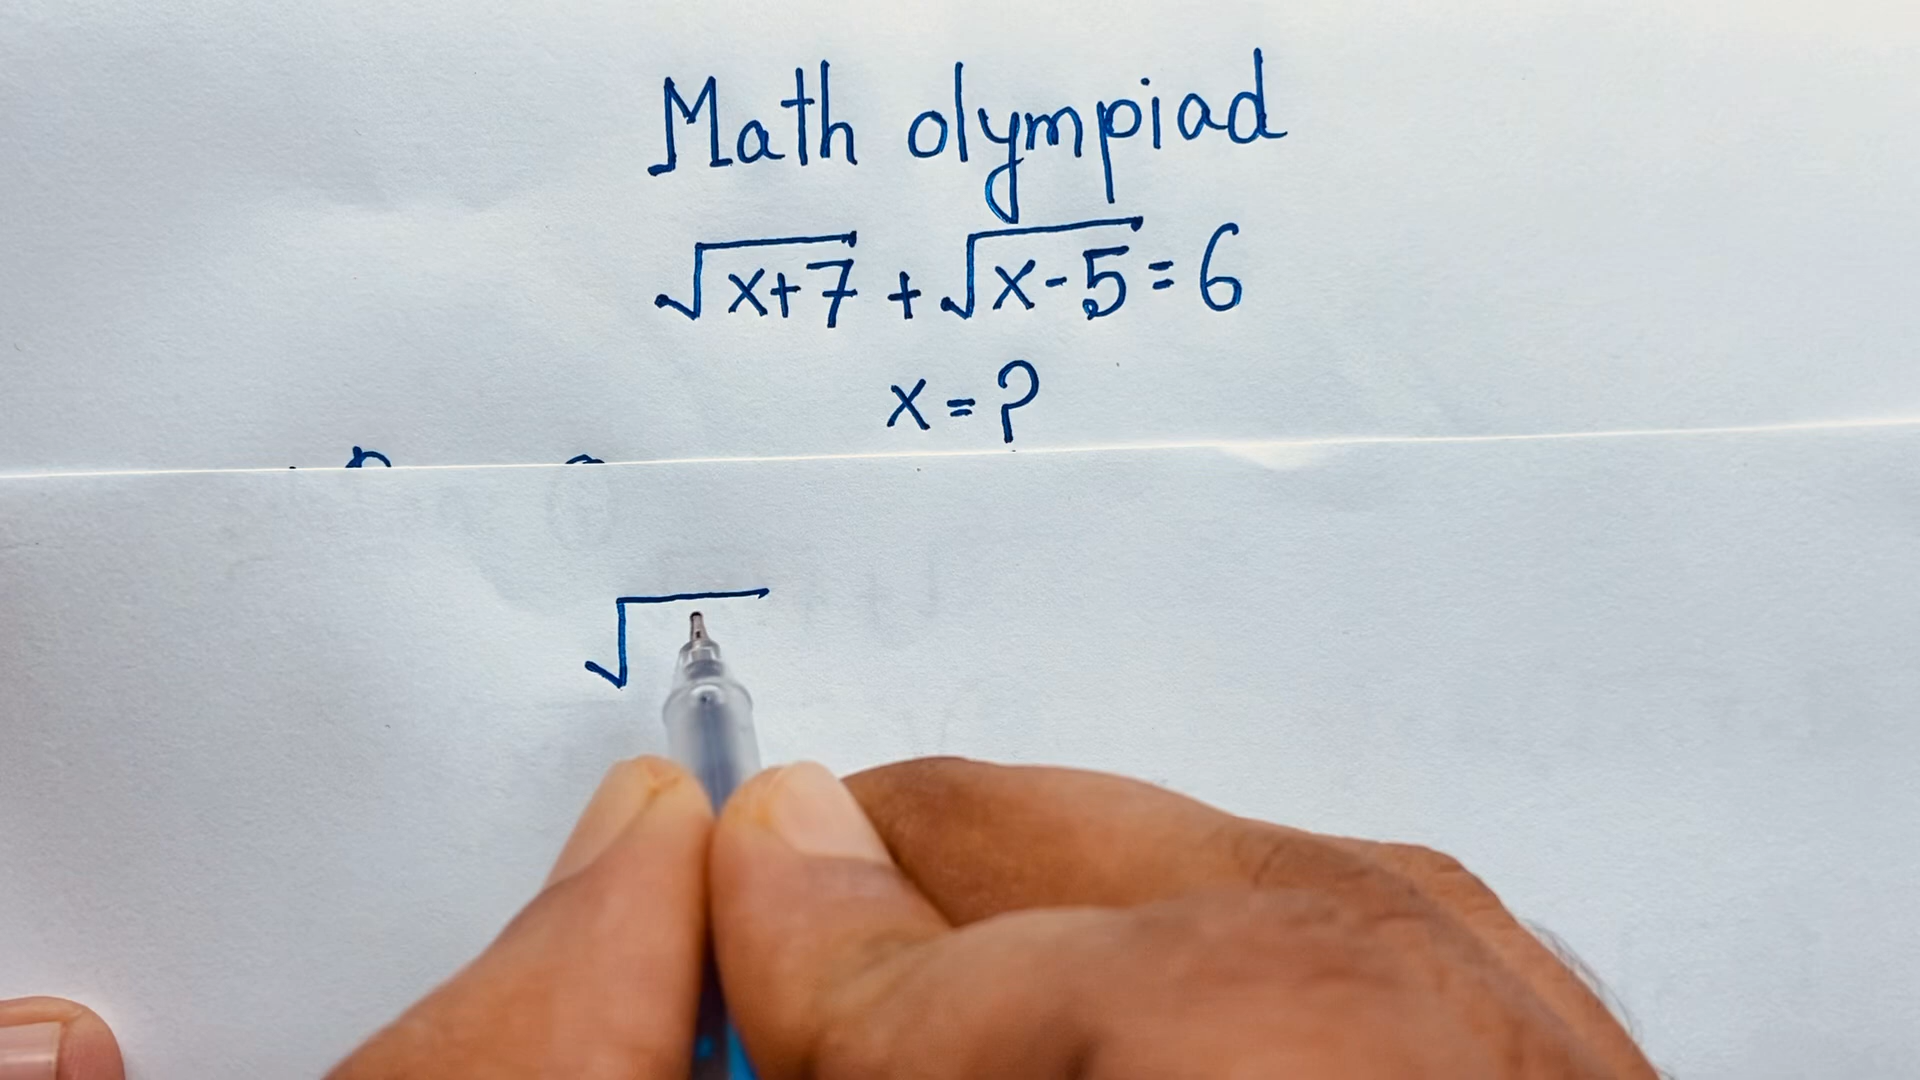 Math olympiad
√x+7 + √x-5 = 6
x = ?
√